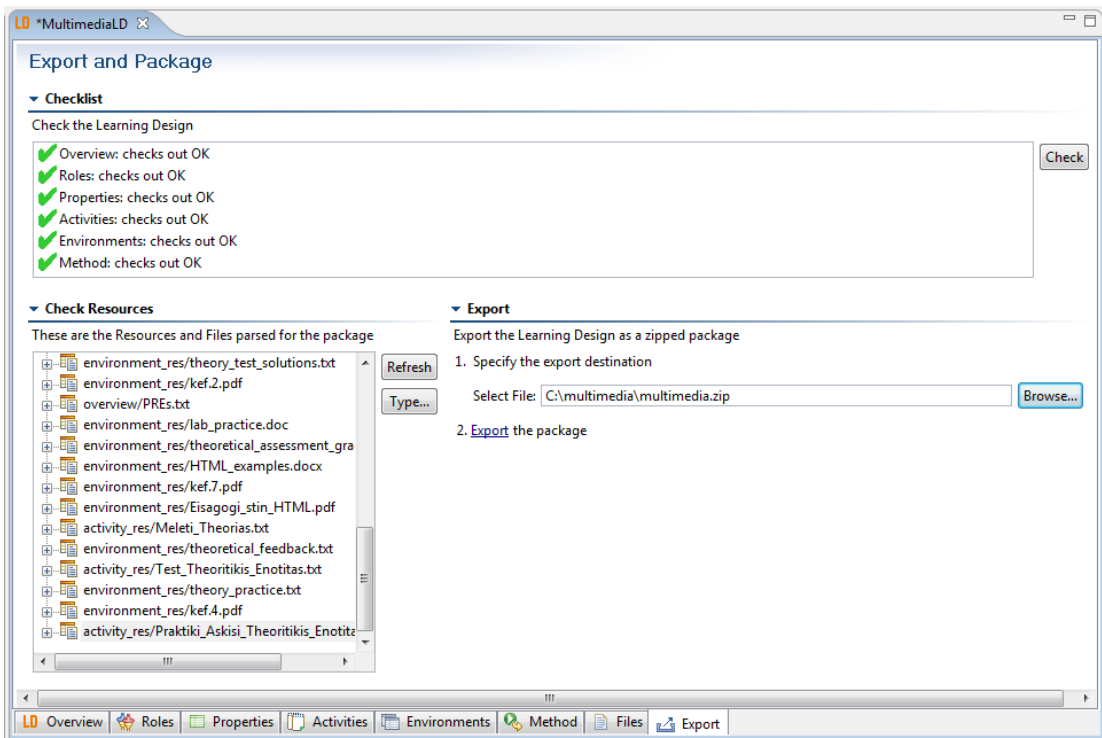 LD *MultimediaLD
Export and Package
Checklist
Check the Learning Design
Overview: checks out OK
Roles: checks out OK
Properties: checks out OK
Activities: checks out OK
Environments: checks out OK
Method: checks out OK
Check
Check Resources
These are the Resources and Files parsed for the package
environment_res/theory_test_solutions.txt
environment_res/kef.2.pdf
overview/PREs.txt
environment_res/lab_practice.doc
environment_res/theoretical_assessment_gra
environment_res/HTML_examples.docx
environment_res/kef.7.pdf
environment_res/Eisagogi_stin_HTML.pdf
activity_res/Meleti_Theorias.txt
environment_res/theoretical_feedback.txt
activity_res/Test_Theoritikis_Enotitas.txt
environment_res/theory_practice.txt
environment_res/kef.4.pdf
activity_res/Praktiki_Askisi_Theoritikis_Enotita
Refresh
Type...
Export
Export the Learning Design as a zipped package
1. Specify the export destination
Select File: C:\multimedia\multimedia.zip Browse...
2. Export the package
LD Overview Roles Properties Activities Environments Method Files Export